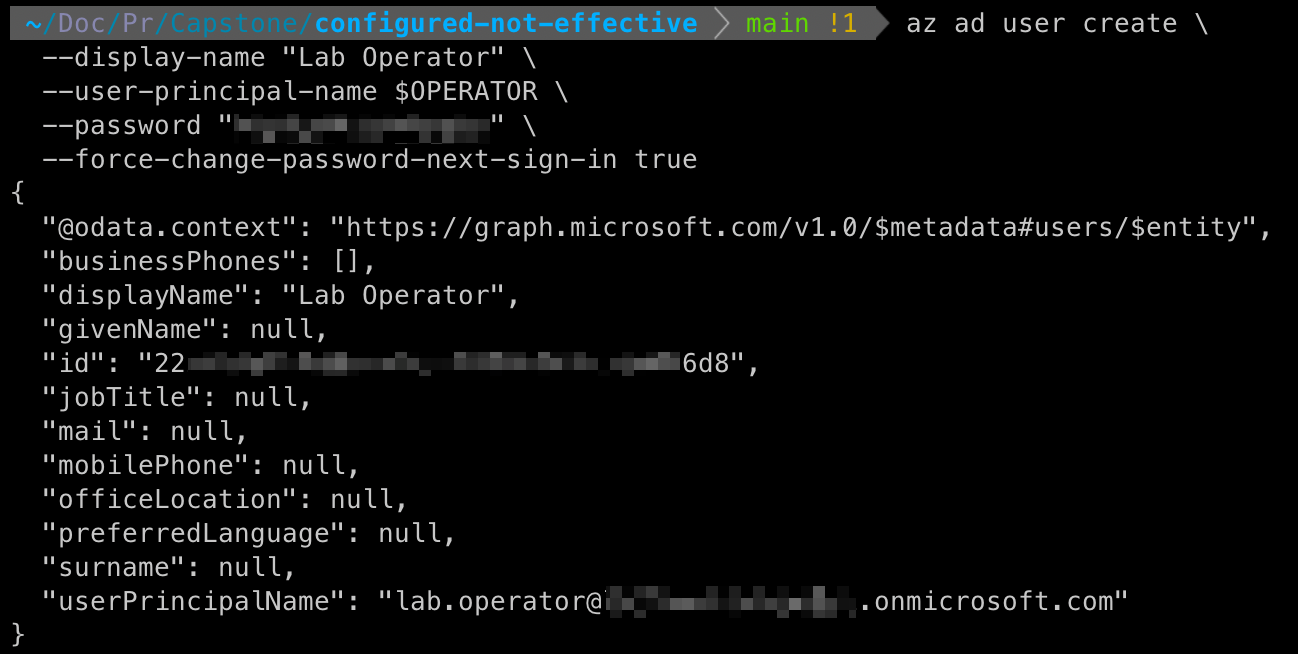 ~/Doc/Pr/Capstone/configured-not-effective main !1 az ad user create \
--display-name "Lab Operator" \
--user-principal-name $OPERATOR \
--password "" \
--force-change-password-next-sign-in true
{
"@odata.context": "https://graph.microsoft.com/v1.0/$metadata#users/$entity",
"businessPhones": [],
"displayName": "Lab Operator",
"givenName": null,
"id": "22 6d8",
"jobTitle": null,
"mail": null,
"mobilePhone": null,
"officeLocation": null,
"preferredLanguage": null,
"surname": null,
"userPrincipalName": "lab.operator@ .onmicrosoft.com"
}